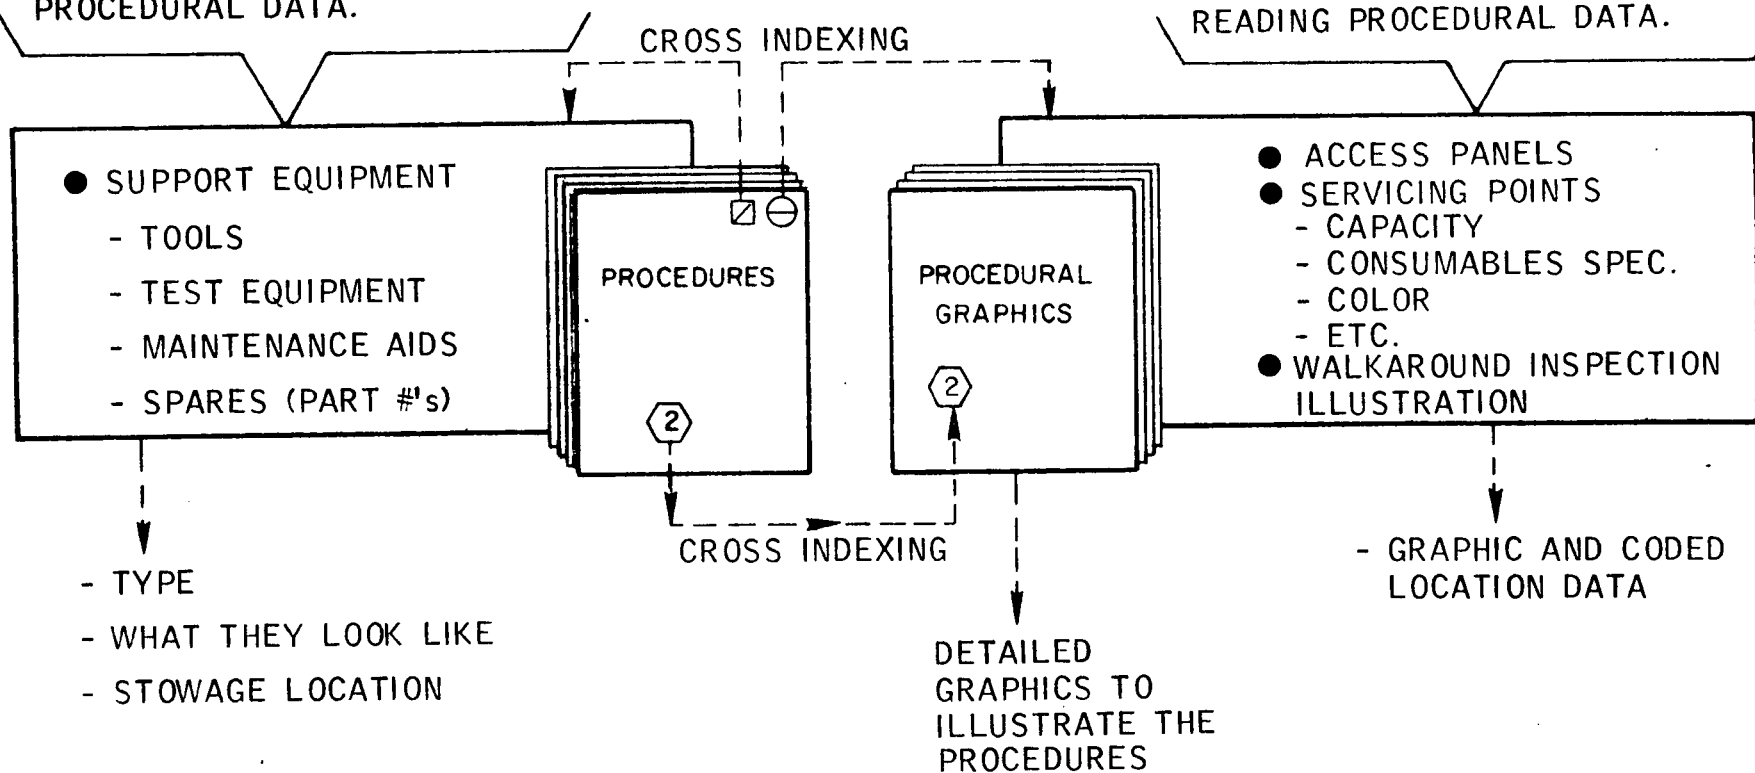 PROCEDURAL DATA.
READING PROCEDURAL DATA.
CROSS INDEXING
● SUPPORT EQUIPMENT
- TOOLS
- TEST EQUIPMENT
- MAINTENANCE AIDS
- SPARES (PART #'s)
PROCEDURES
2
PROCEDURAL
GRAPHICS
2
● ACCESS PANELS
● SERVICING POINTS
- CAPACITY
- CONSUMABLES SPEC.
- COLOR
- ETC.
● WALKAROUND INSPECTION
ILLUSTRATION
CROSS INDEXING
- TYPE
- WHAT THEY LOOK LIKE
- STOWAGE LOCATION
DETAILED
GRAPHICS TO
ILLUSTRATE THE
PROCEDURES
- GRAPHIC AND CODED
LOCATION DATA